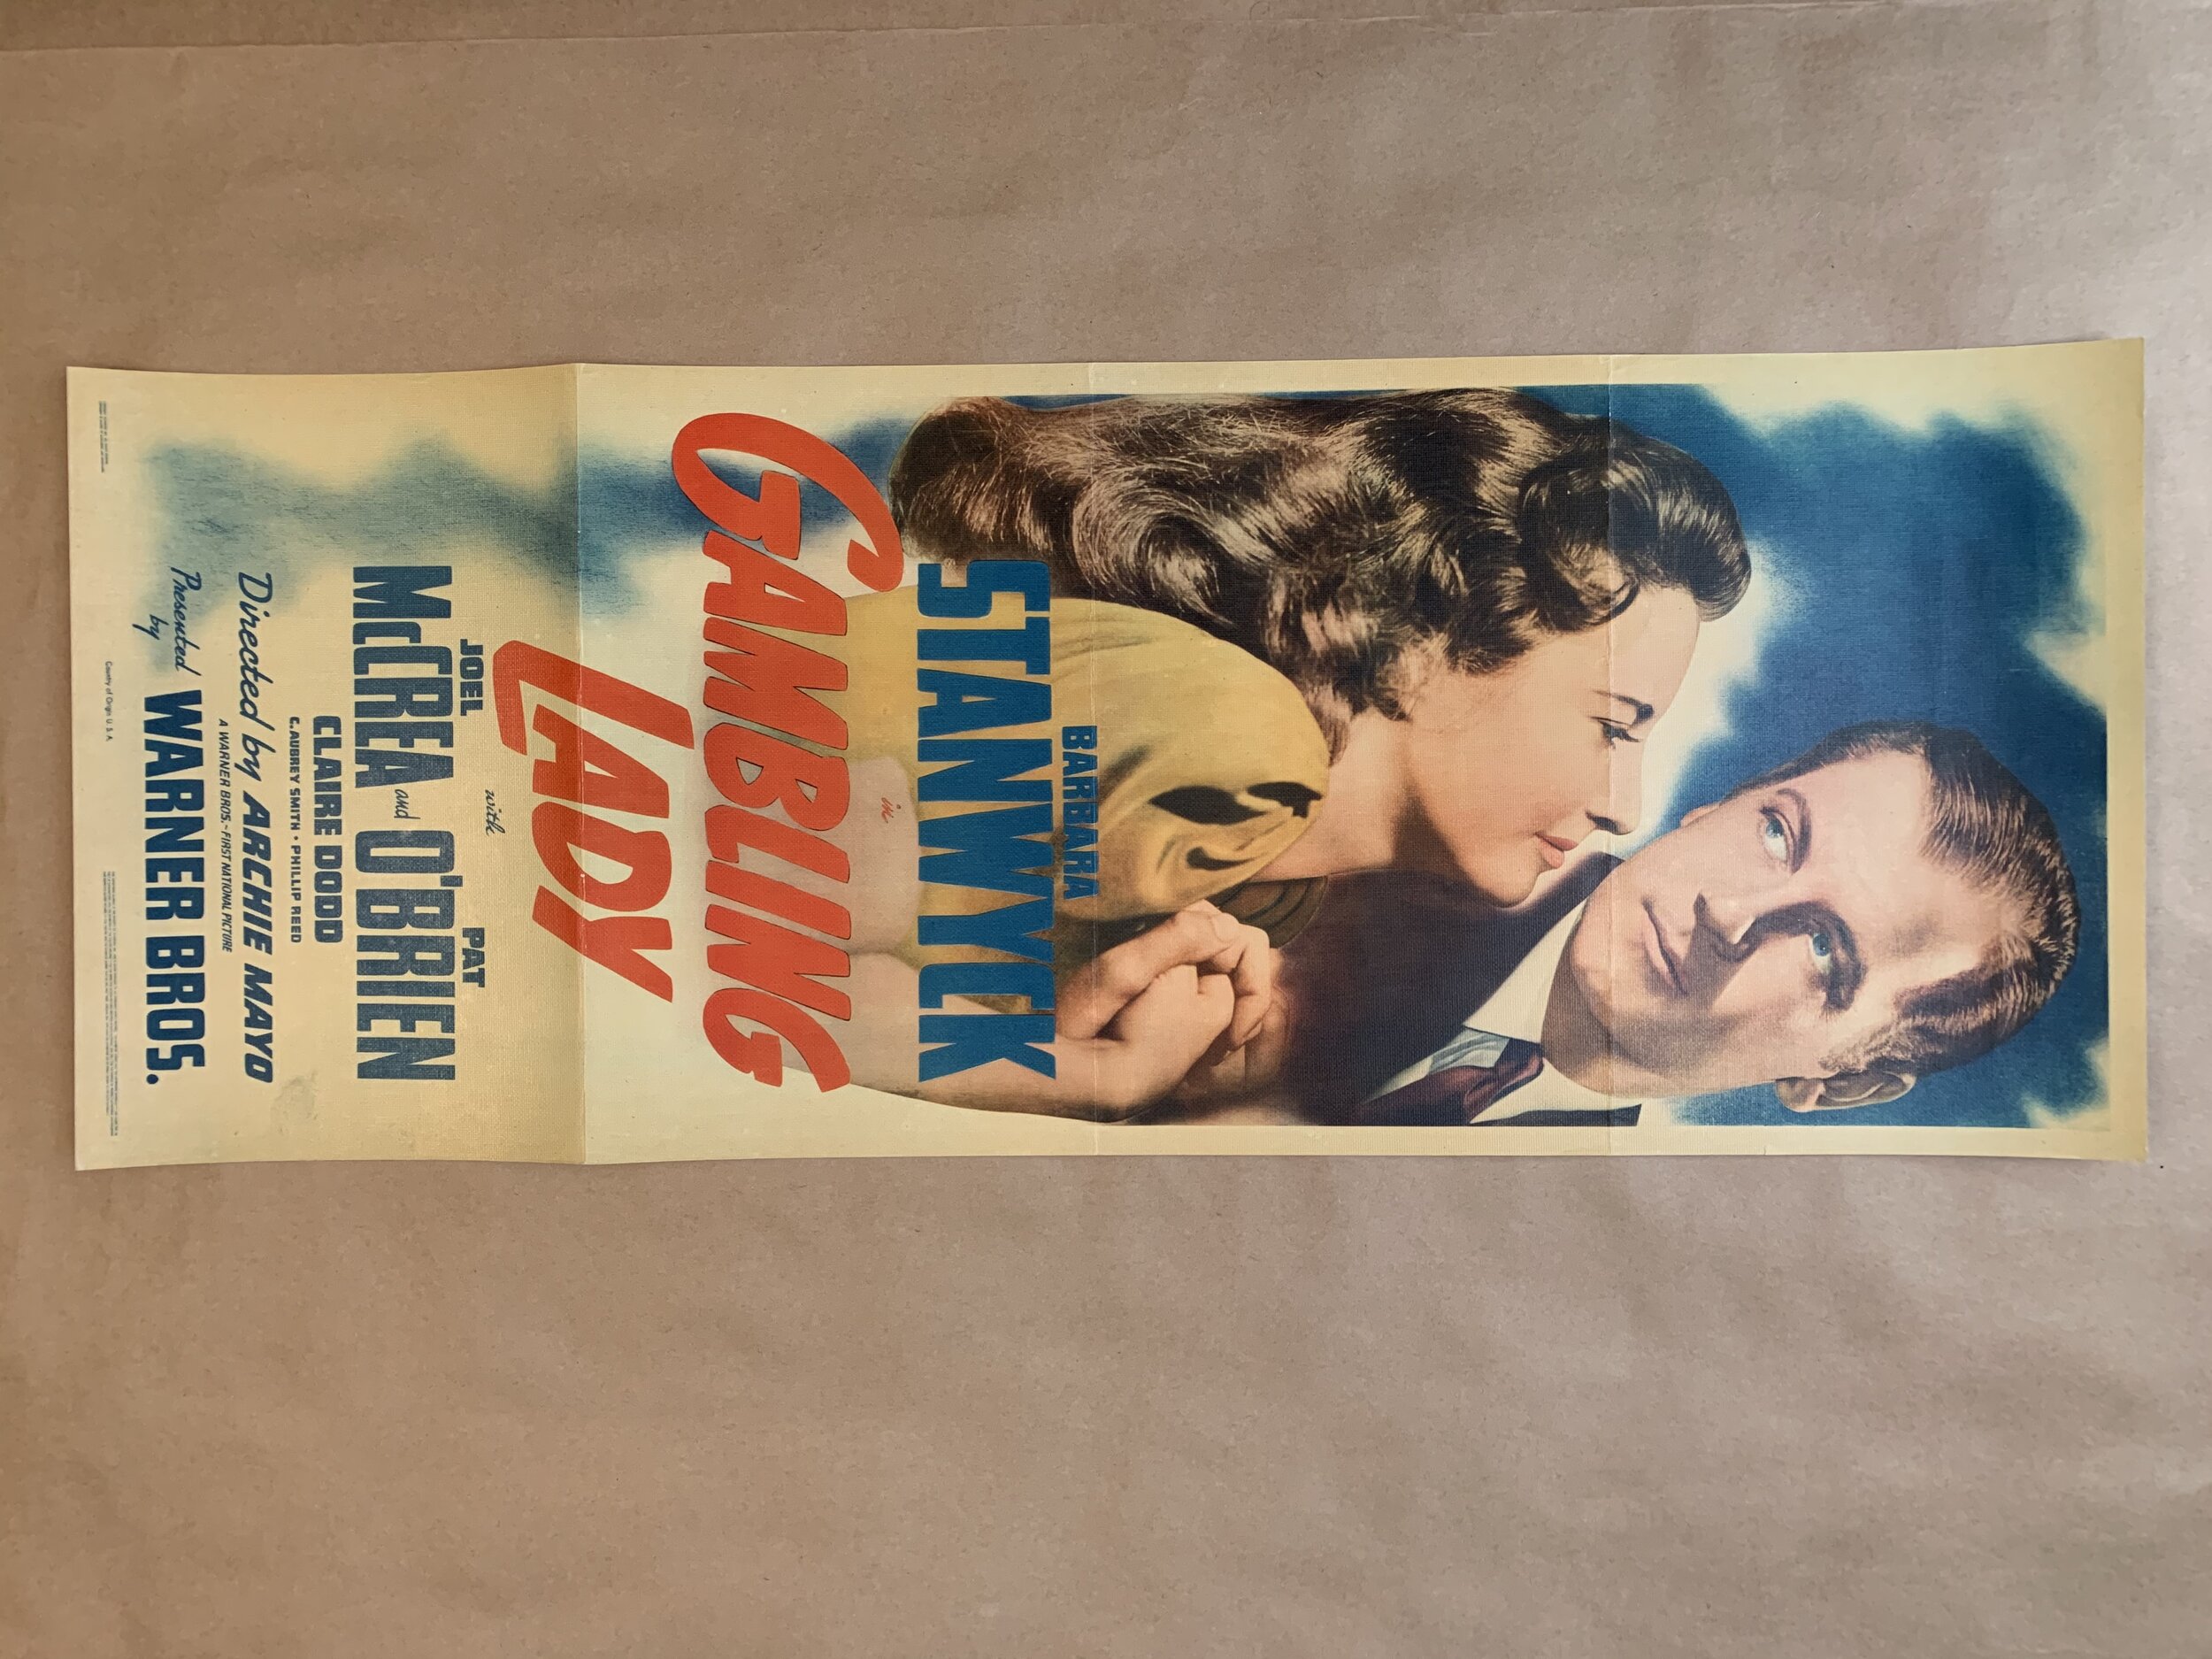 BARBARA
STANWYCK
in
GAMBLING
LADY
with
JOEL PAT
McCREA and O'BRIEN
CLAIRE DODD
C. AUBREY SMITH • PHILLIP REED
Directed by ARCHIE MAYO
A WARNER BROS. - FIRST NATIONAL PICTURE
Presented by WARNER BROS.
Country of Origin U. S. A.